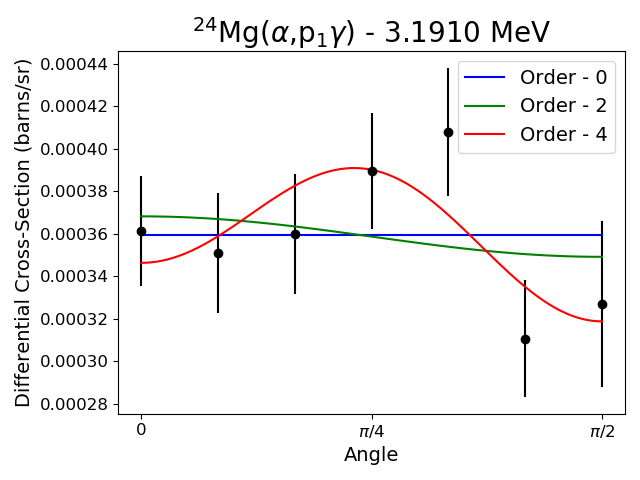 ²⁴Mg(α,p₁γ) - 3.1910 MeV
Differential Cross-Section (barns/sr)
0.00044
0.00042
0.00040
0.00038
0.00036
0.00034
0.00032
0.00030
0.00028
Order - 0
Order - 2
Order - 4
0
π/4
π/2
Angle